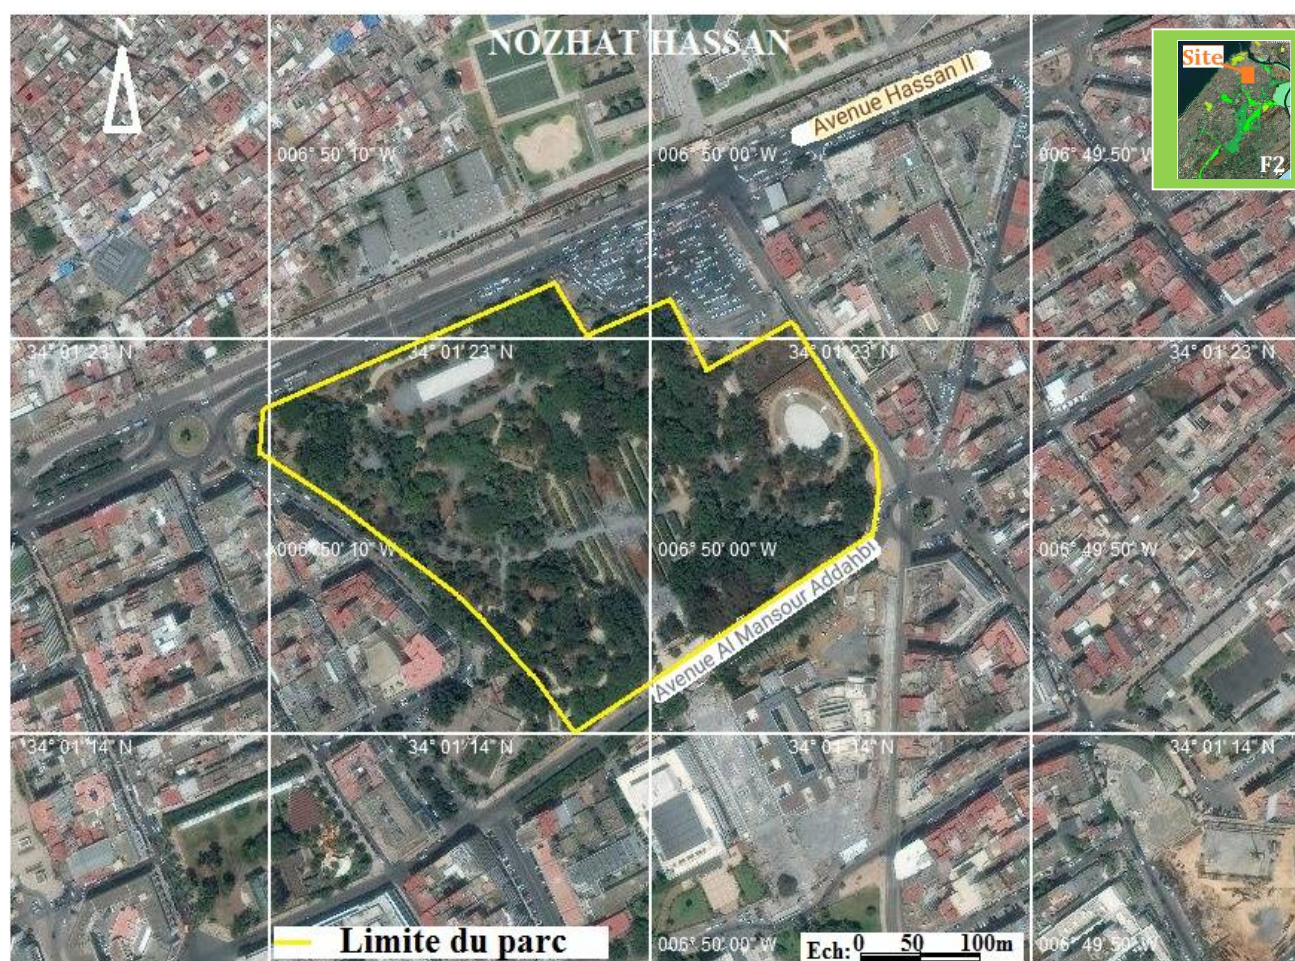 N
NOZHAT HASSAN
Avenue Hassan II
Site
F2
006° 50' 10" W
006° 50' 00" W
006° 49' 50" W
34° 01' 23" N
34° 01' 23" N
34° 01' 23" N
34° 01' 23" N
006° 50' 10" W
006° 50' 00" W
006° 49' 50" W
Avenue Al Mansour Addahbi
34° 01' 14" N
34° 01' 14" N
34° 01' 14" N
34° 01' 14" N
Limite du parc
006° 50' 00" W
Ech: 0 50 100m
006° 49' 50" W